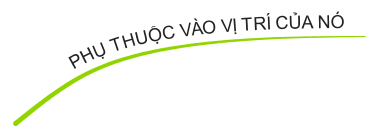 PHỤ THUỘC VÀO VỊ TRÍ CỦA NÓ